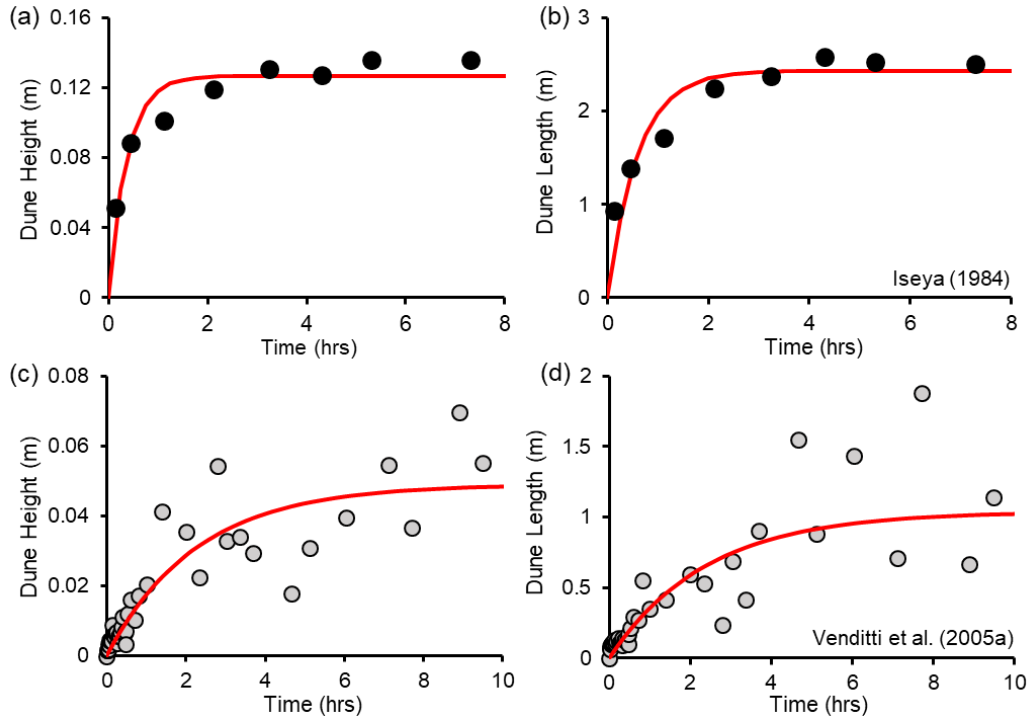 (a)
0.16
0.12
0.08
0.04
0
Dune Height (m)
0 2 4 6 8
Time (hrs)
(b)
3
2
1
0
Dune Length (m)
Iseya (1984)
0 2 4 6 8
Time (hrs)
(c)
0.08
0.06
0.04
0.02
0
Dune Height (m)
0 2 4 6 8 10
Time (hrs)
(d)
2
1.5
1
0.5
0
Dune Length (m)
Venditti et al. (2005a)
0 2 4 6 8 10
Time (hrs)